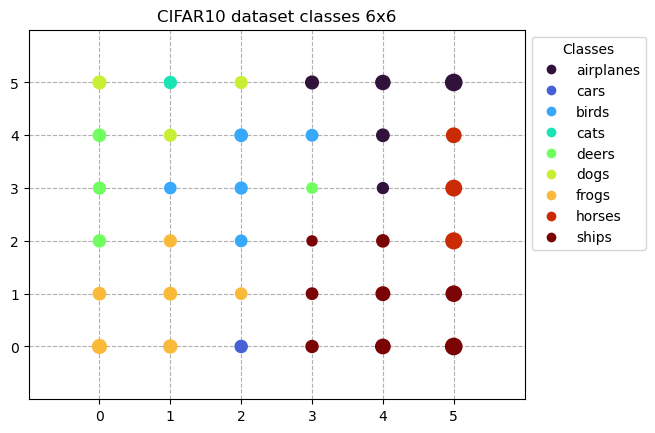 CIFAR10 dataset classes 6x6
Classes
airplanes
cars
birds
cats
deers
dogs
frogs
horses
ships
5
4
3
2
1
0
0 1 2 3 4 5